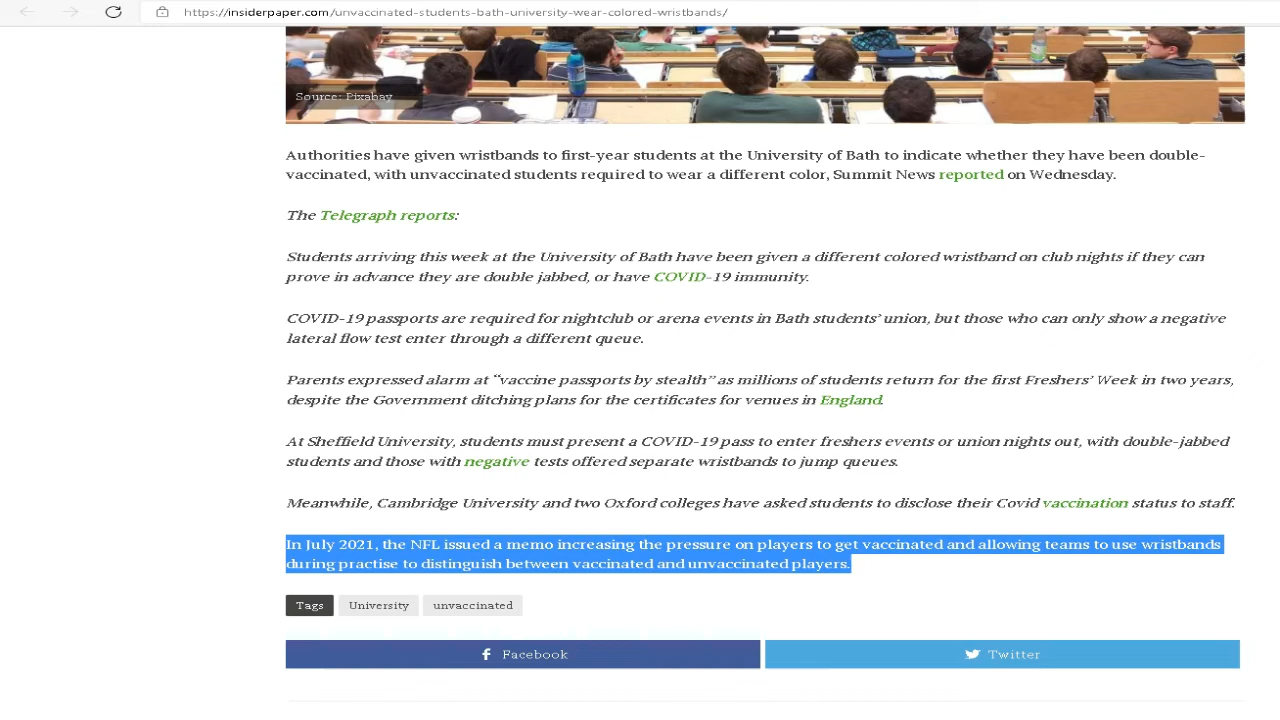 https://insiderpaper.com/unvaccinated-students-bath-university-wear-colored-wristbands/
Source: Pixabay
Authorities have given wristbands to first-year students at the University of Bath to indicate whether they have been double-
vaccinated, with unvaccinated students required to wear a different color, Summit News reported on Wednesday.
The Telegraph reports:
Students arriving this week at the University of Bath have been given a different colored wristband on club nights if they can
prove in advance they are double jabbed, or have COVID-19 immunity.
COVID-19 passports are required for nightclub or arena events in Bath students’ union, but those who can only show a negative
lateral flow test enter through a different queue.
Parents expressed alarm at “vaccine passports by stealth” as millions of students return for the first Freshers’ Week in two years,
despite the Government ditching plans for the certificates for venues in England.
At Sheffield University, students must present a COVID-19 pass to enter freshers events or union nights out, with double-jabbed
students and those with negative tests offered separate wristbands to jump queues.
Meanwhile, Cambridge University and two Oxford colleges have asked students to disclose their Covid vaccination status to staff.
In July 2021, the NFL issued a memo increasing the pressure on players to get vaccinated and allowing teams to use wristbands
during practise to distinguish between vaccinated and unvaccinated players.
Tags University unvaccinated
Facebook Twitter